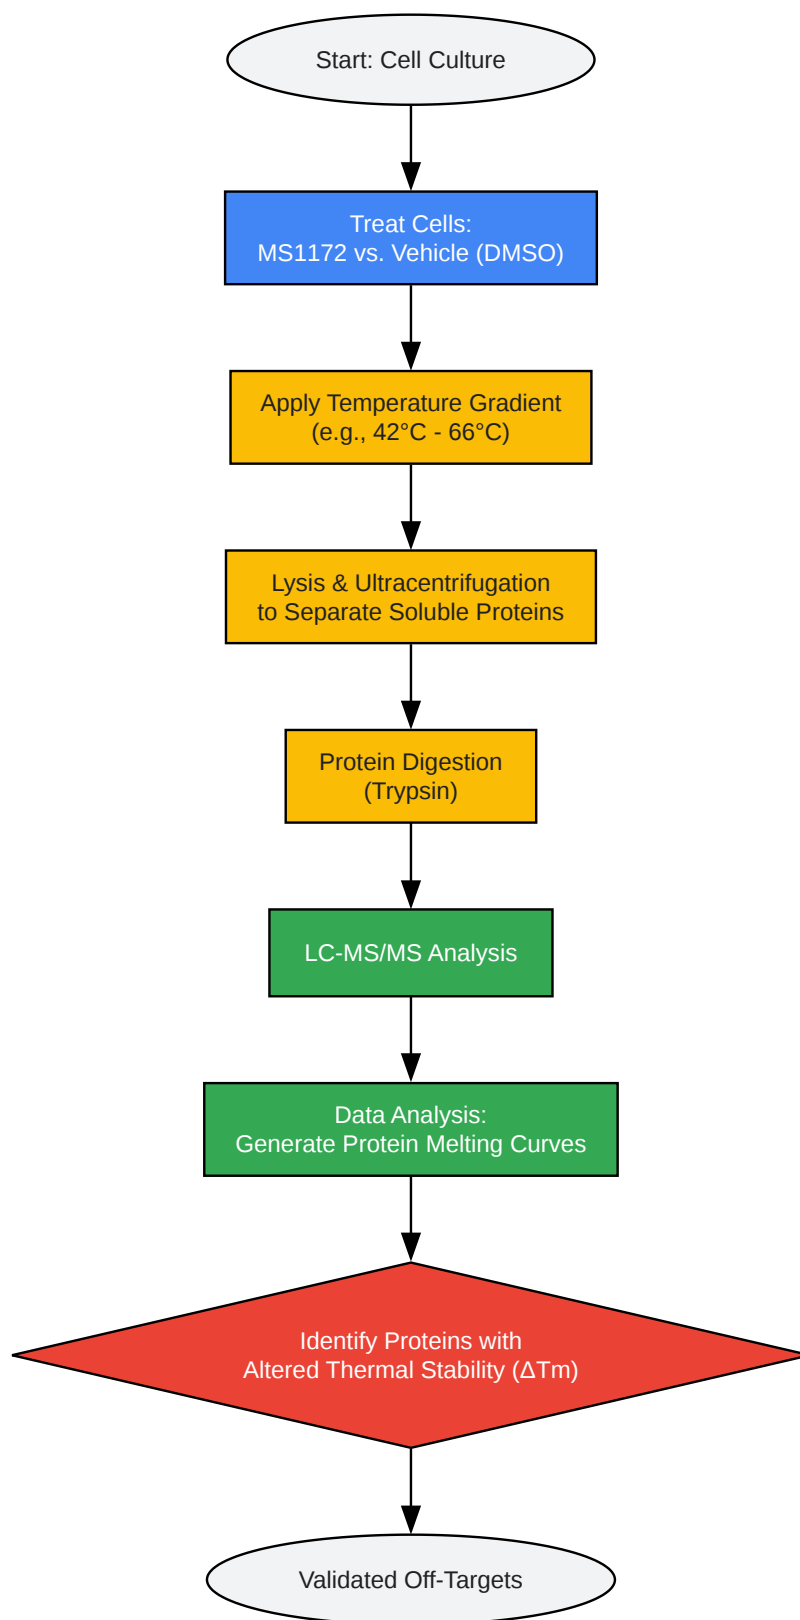 Start: Cell Culture
Treat Cells:
MS1172 vs. Vehicle (DMSO)
Apply Temperature Gradient
(e.g., 42°C - 66°C)
Lysis & Ultracentrifugation
to Separate Soluble Proteins
Protein Digestion
(Trypsin)
LC-MS/MS Analysis
Data Analysis:
Generate Protein Melting Curves
Identify Proteins with
Altered Thermal Stability (ΔTm)
Validated Off-Targets